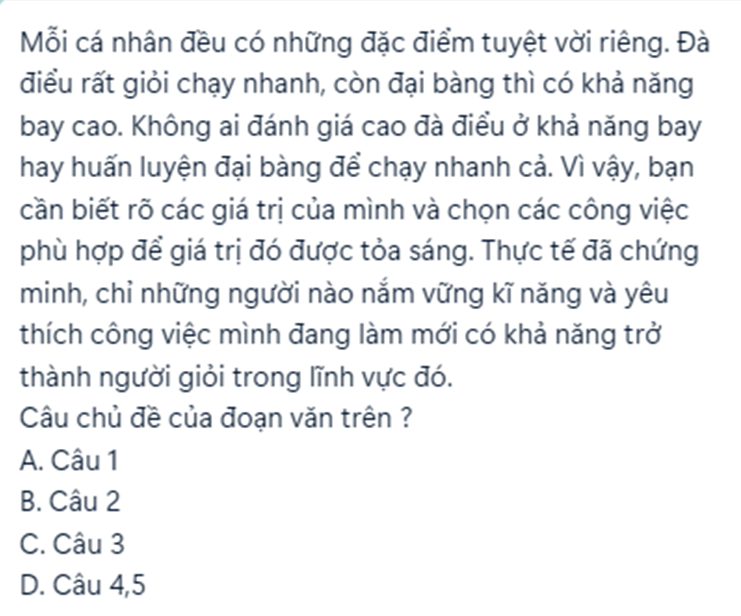 Mỗi cá nhân đều có những đặc điểm tuyệt vời riêng. Đà
điểu rất giỏi chạy nhanh, còn đại bàng thì có khả năng
bay cao. Không ai đánh giá cao đà điểu ở khả năng bay
hay huấn luyện đại bàng để chạy nhanh cả. Vì vậy, bạn
cần biết rõ các giá trị của mình và chọn các công việc
phù hợp để giá trị đó được tỏa sáng. Thực tế đã chứng
minh, chỉ những người nào nắm vững kĩ năng và yêu
thích công việc mình đang làm mới có khả năng trở
thành người giỏi trong lĩnh vực đó.
Câu chủ đề của đoạn văn trên ?
A. Câu 1
B. Câu 2
C. Câu 3
D. Câu 4,5